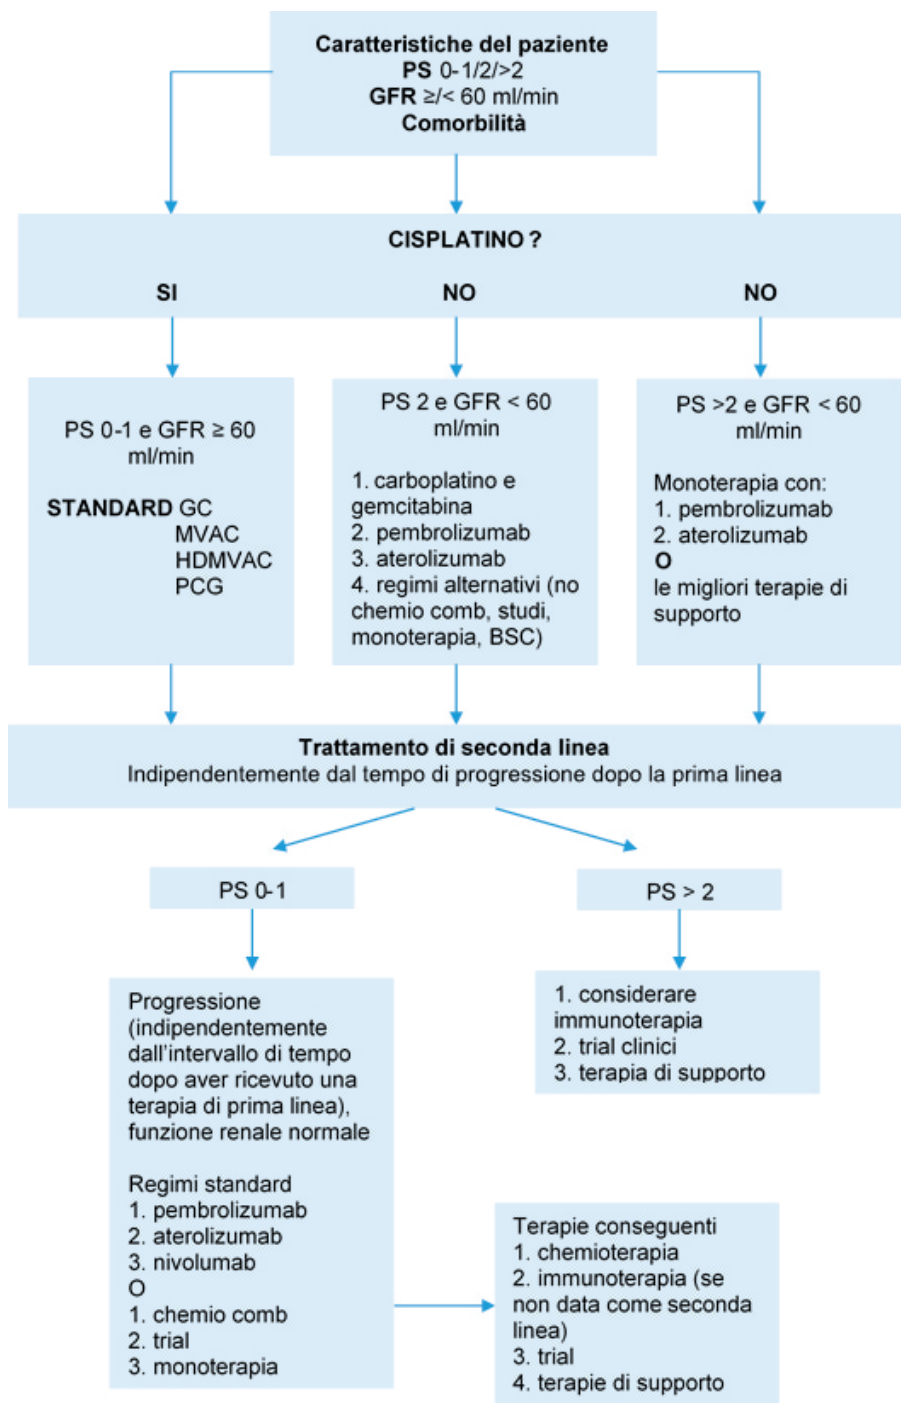 Caratteristiche del paziente
PS 0-1/2/>2
GFR ≥/< 60 ml/min
Comorbilità
CISPLATINO ?
SI
NO
NO
PS 0-1 e GFR ≥ 60
ml/min
STANDARD GC
MVAC
HDMVAC
PCG
PS 2 e GFR < 60
ml/min
1. carboplatino e
gemcitabina
2. pembrolizumab
3. aterolizumab
4. regimi alternativi (no
chemio comb, studi,
monoterapia, BSC)
PS >2 e GFR < 60
ml/min
Monoterapia con:
1. pembrolizumab
2. aterolizumab
O
le migliori terapie di
supporto
Trattamento di seconda linea
Indipendentemente dal tempo di progressione dopo la prima linea
PS 0-1
PS > 2
Progressione
(indipendentemente
dall'intervallo di tempo
dopo aver ricevuto una
terapia di prima linea),
funzione renale normale
Regimi standard
1. pembrolizumab
2. aterolizumab
3. nivolumab
O
1. chemio comb
2. trial
3. monoterapia
1. considerare
immunoterapia
2. trial clinici
3. terapia di supporto
Terapie conseguenti
1. chemioterapia
2. immunoterapia (se
non data come seconda
linea)
3. trial
4. terapie di supporto